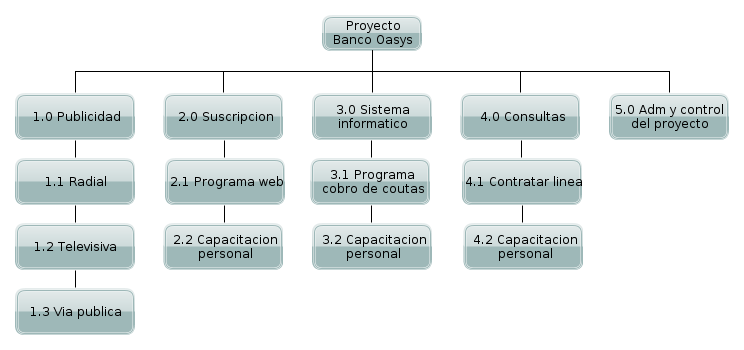 Proyecto
Banco Oasys
1.0 Publicidad
2.0 Suscripcion
3.0 Sistema
informatico
4.0 Consultas
5.0 Adm y control
del proyecto
1.1 Radial
2.1 Programa web
3.1 Programa
cobro de coutas
4.1 Contratar linea
1.2 Televisiva
2.2 Capacitacion
personal
3.2 Capacitacion
personal
4.2 Capacitacion
personal
1.3 Via publica